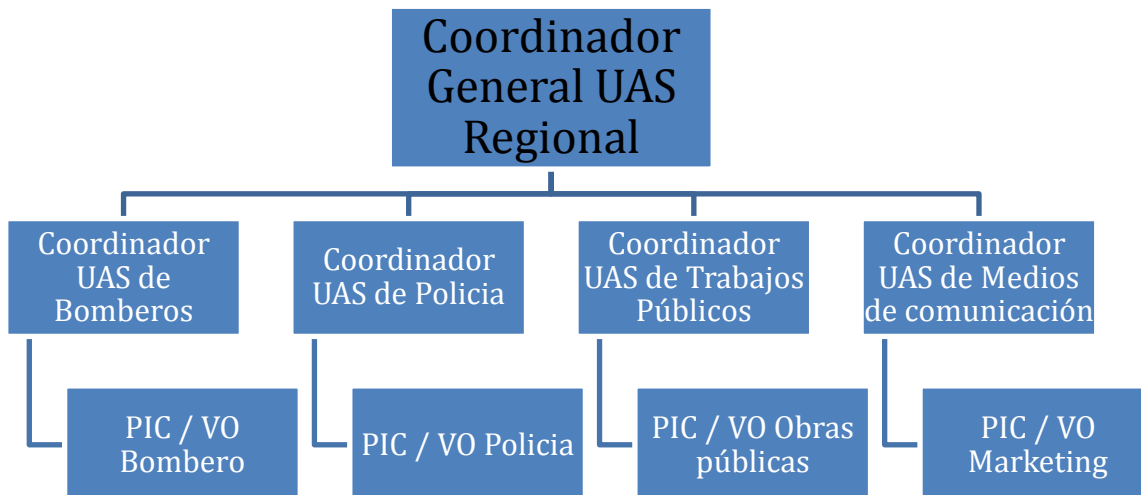 Coordinador
General UAS
Regional
Coordinador
UAS de
Bomberos
Coordinador
UAS de Policia
Coordinador
UAS de Trabajos
Públicos
Coordinador
UAS de Medios
de comunicación
PIC / VO
Bombero
PIC / VO Policia
PIC / VO Obras
públicas
PIC / VO
Marketing